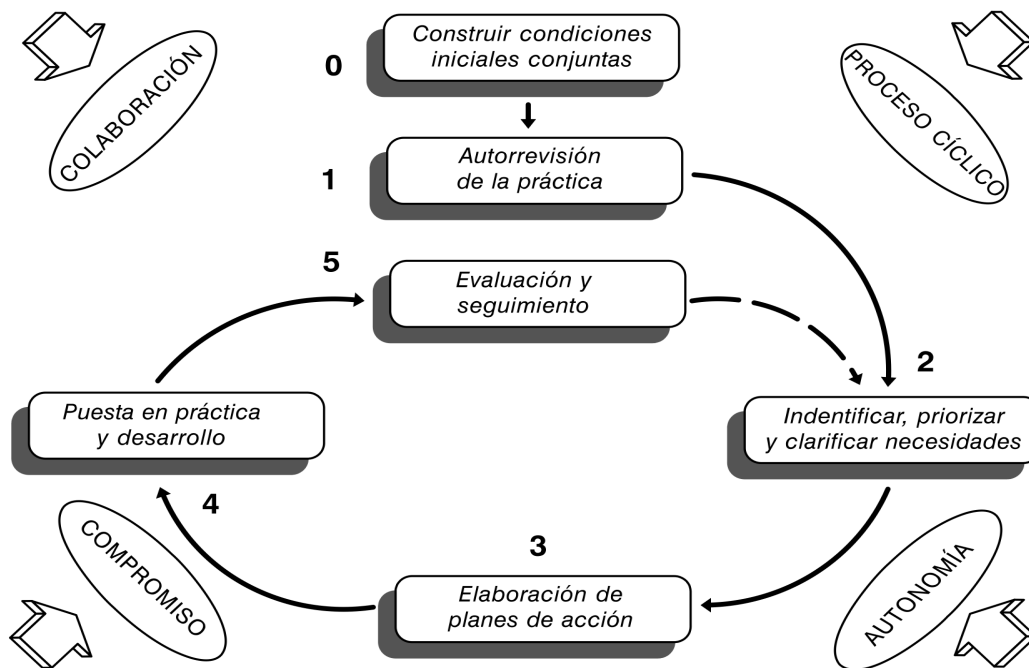 COLABORACIÓN
PROCESO CÍCLICO
0
Construir condiciones
iniciales conjuntas
1
Autorrevisión
de la práctica
5
Evaluación y
seguimiento
2
Indentificar, priorizar
y clarificar necesidades
3
Elaboración de
planes de acción
4
Puesta en práctica
y desarrollo
COMPROMISO
AUTONOMÍA